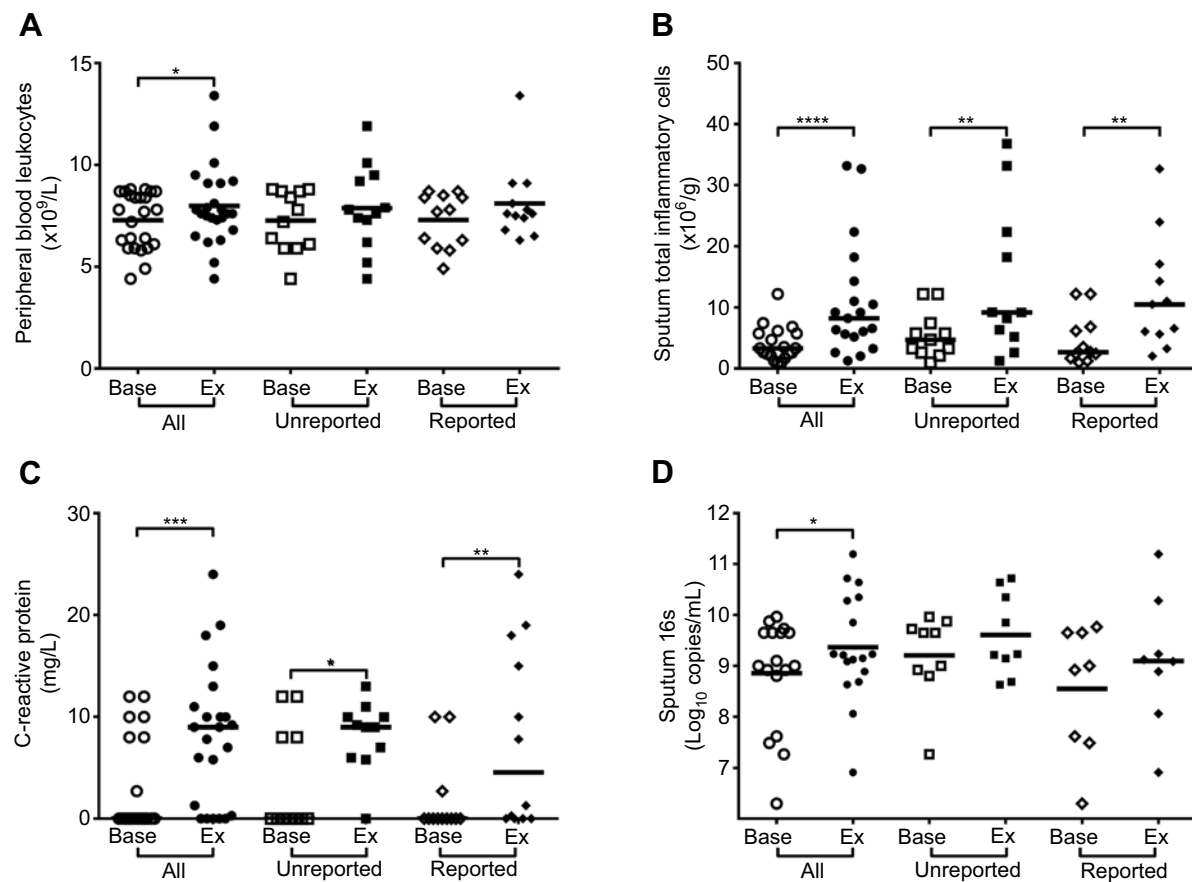 A
Peripheral blood leukocytes
(x10⁹/L)
15
10
5
0
*
Base Ex Base Ex Base Ex
All Unreported Reported
B
Sputum total inflammatory cells
(x10⁶/g)
50
40
30
20
10
0
**** ** **
Base Ex Base Ex Base Ex
All Unreported Reported
C
C-reactive protein
(mg/L)
30
20
10
0
*** * **
Base Ex Base Ex Base Ex
All Unreported Reported
D
Sputum 16s
(Log₁₀ copies/mL)
12
11
10
9
8
7
*
Base Ex Base Ex Base Ex
All Unreported Reported